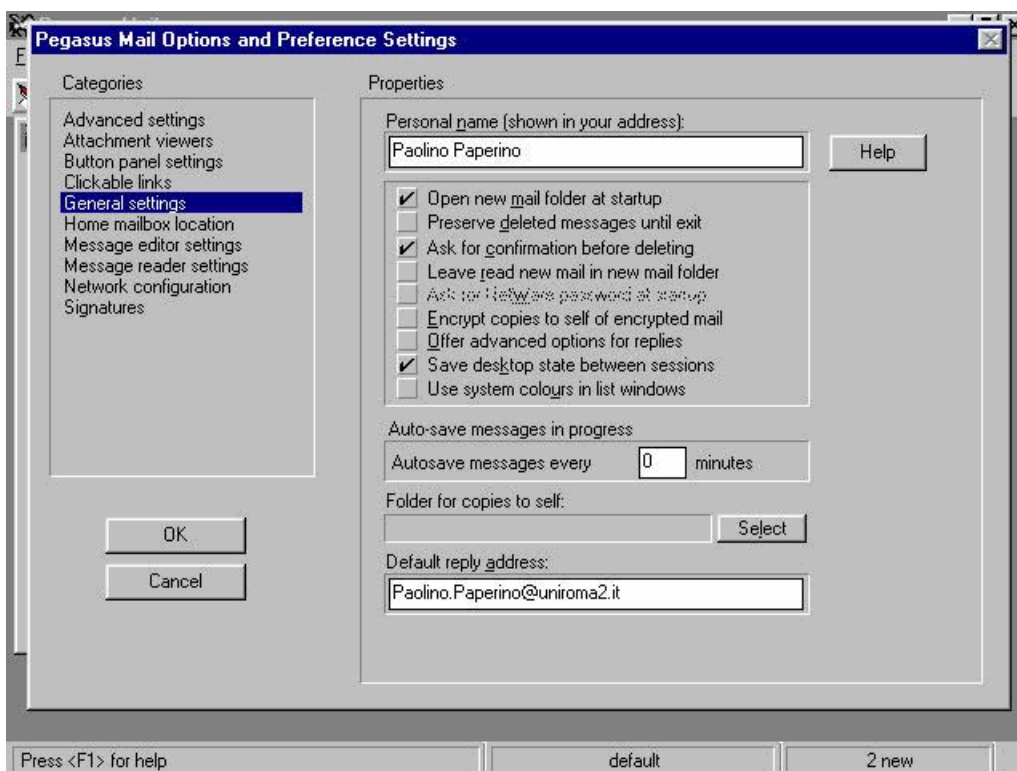 Pegasus Mail Options and Preference Settings
F
Categories
Advanced settings
Attachment viewers
Button panel settings
Clickable links
General settings
Home mailbox location
Message editor settings
Message reader settings
Network configuration
Signatures
OK
Cancel
Properties
Personal name (shown in your address):
Paolino Paperino
Help
Open new mail folder at startup
Preserve deleted messages until exit
Ask for confirmation before deleting
Leave read new mail in new mail folder
Ask for NetWare password at startup
Encrypt copies to self of encrypted mail
Offer advanced options for replies
Save desktop state between sessions
Use system colours in list windows
Auto-save messages in progress
Autosave messages every 0 minutes
Folder for copies to self:
Select
Default reply address:
Paolino.Paperino@uniroma2.it
Press <F1> for help default 2 new